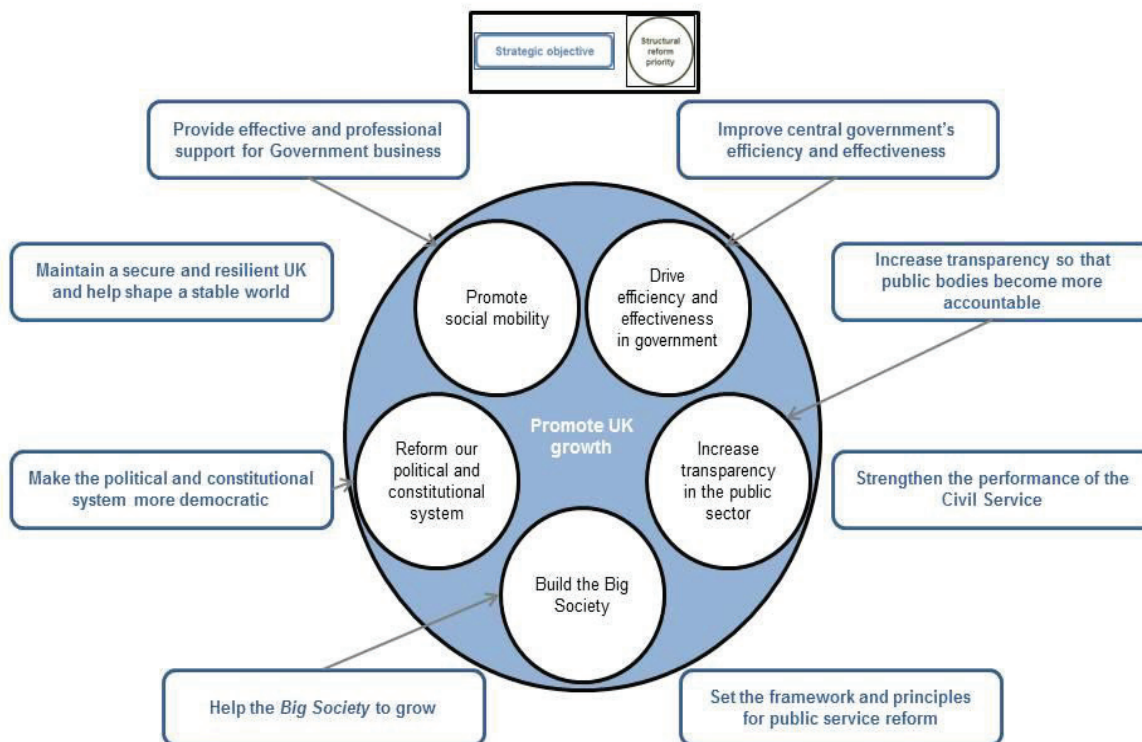 Strategic objective
Structural
reform
priority
Provide effective and professional
support for Government business
Improve central government's
efficiency and effectiveness
Maintain a secure and resilient UK
and help shape a stable world
Increase transparency so that
public bodies become more
accountable
Promote
social mobility
Drive
efficiency and
effectiveness
in government
Promote UK
growth
Make the political and constitutional
system more democratic
Reform our
political and
constitutional
system
Increase
transparency
in the public
sector
Strengthen the performance of the
Civil Service
Build the Big
Society
Help the Big Society to grow
Set the framework and principles
for public service reform